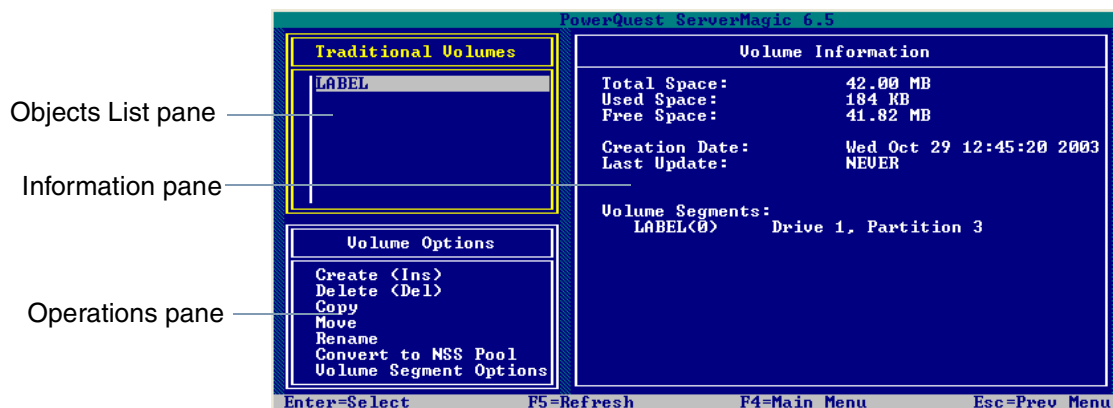 PowerQuest ServerMagic 6.5
Traditional Volumes
LABEL
Objects List pane
Information pane
Volume Options
Create (Ins)
Delete (Del)
Copy
Move
Rename
Convert to NSS Pool
Volume Segment Options
Operations pane
Volume Information
Total Space: 42.00 MB
Used Space: 184 KB
Free Space: 41.82 MB
Creation Date: Wed Oct 29 12:45:20 2003
Last Update: NEVER
Volume Segments:
LABEL(0) Drive 1, Partition 3
Enter=Select F5=Refresh F4=Main Menu Esc=Prev Menu